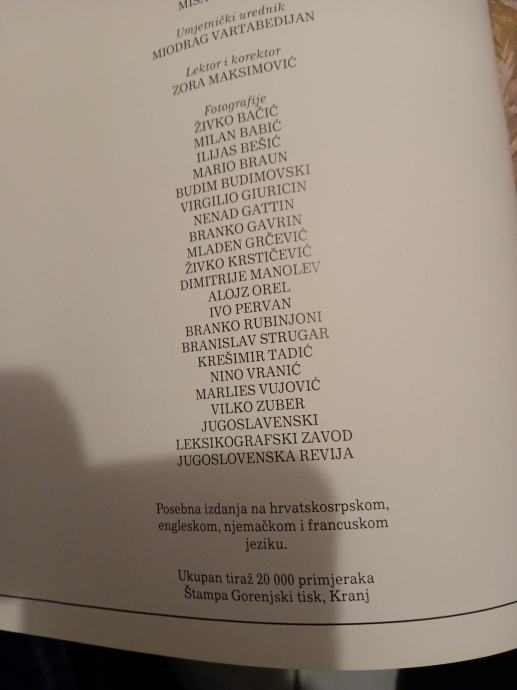 Umjetnički urednik
MIODRAG VARTABEDIJAN
Lektor i korektor
ZORA MAKSIMOVIĆ
Fotografije
ŽIVKO BAČIĆ
MILAN BABIĆ
ILIJAS BEŠIĆ
MARIO BRAUN
BUDIM BUDIMOVSKI
VIRGILIO GIURICIN
NENAD GATTIN
BRANKO GAVRIN
MLADEN GRČEVIĆ
ŽIVKO KRSTIČEVIĆ
DIMITRIJE MANOLEV
ALOJZ OREL
IVO PERVAN
BRANKO RUBINJONI
BRANISLAV STRUGAR
KREŠIMIR TADIĆ
NINO VRANIĆ
MARLIES VUJOVIĆ
VILKO ZUBER
JUGOSLAVENSKI
LEKSIKOGRAFSKI ZAVOD
JUGOSLOVENSKA REVIJA
Posebna izdanja na hrvatskosrpskom,
engleskom, njemačkom i francuskom
jeziku.
Ukupan tiraž 20 000 primjeraka
Štampa Gorenjski tisk, Kranj